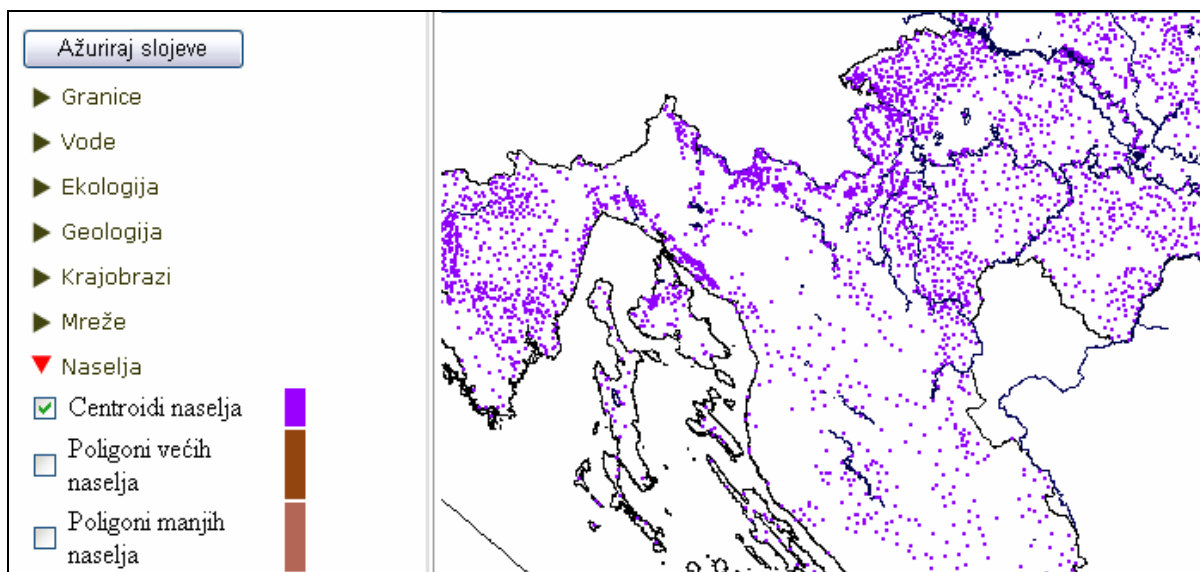 Ažuriraj slojeve
Granice
Vode
Ekologija
Geologija
Krajobrazi
Mreže
Naselja
Centroidi naselja
Poligoni većih
naselja
Poligoni manjih
naselja